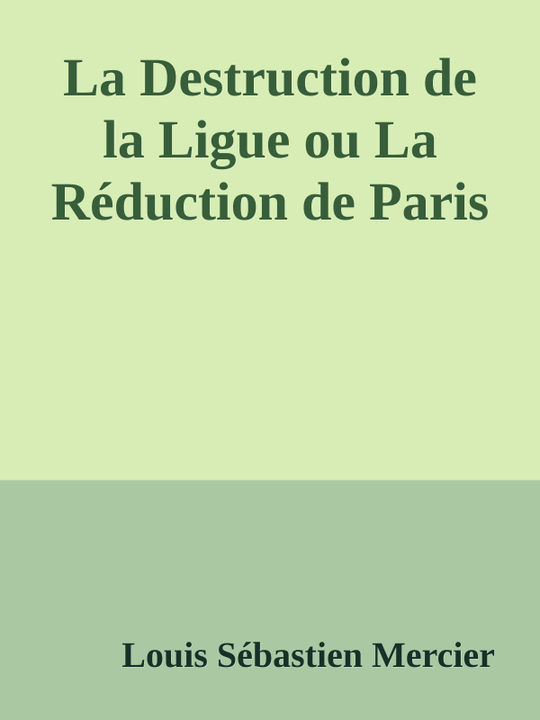 La Destruction de
la Ligue ou La
Réduction de Paris
Louis Sébastien Mercier